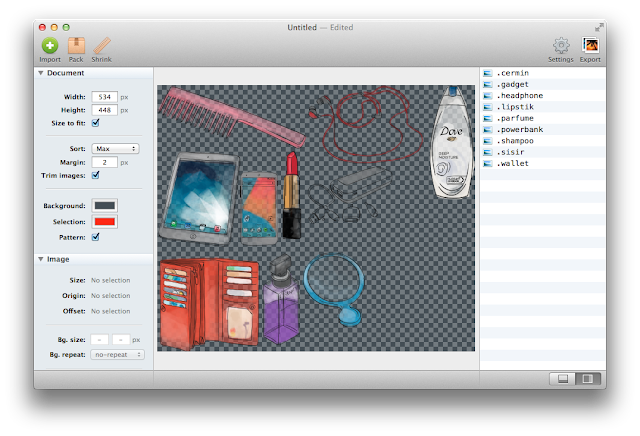 Untitled — Edited
Import Pack Shrink Settings Export
Document
Width: 534 px
Height: 448 px
Size to fit:
Sort: Max
Margin: 2 px
Trim images:
Background:
Selection:
Pattern:
Image
Size: No selection
Origin: No selection
Offset: No selection
Bg. size: - - px
Bg. repeat: no-repeat
Dove
DEEP
MOISTURE
.cermin
.gadget
.headphone
.lipstik
.parfume
.powerbank
.shampoo
.sisir
.wallet